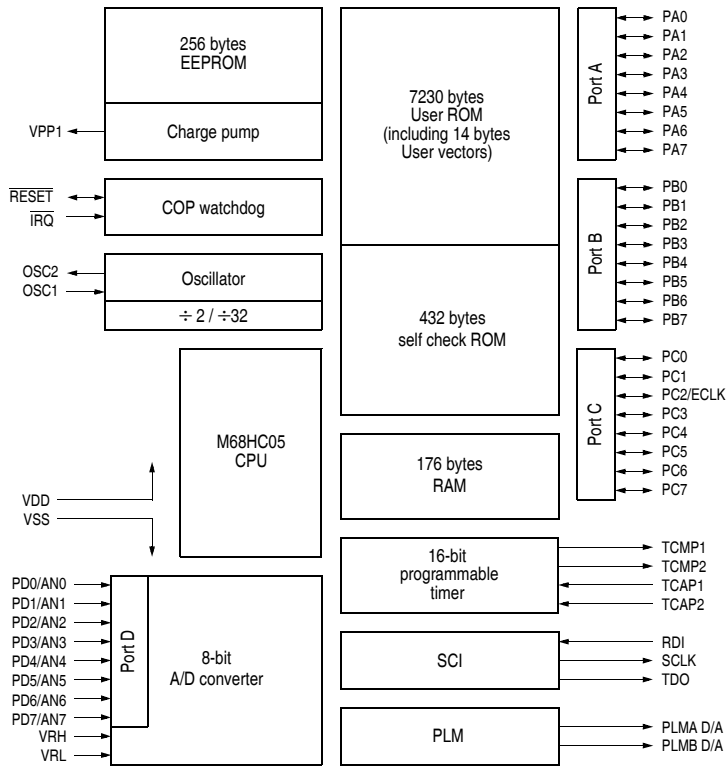 256 bytes
EEPROM
Charge pump
VPP1
RESET
IRQ
COP watchdog
OSC2
OSC1
Oscillator
÷ 2 / ÷32
M68HC05
CPU
VDD
VSS
PD0/AN0
PD1/AN1
PD2/AN2
PD3/AN3
PD4/AN4
PD5/AN5
PD6/AN6
PD7/AN7
VRH
VRL
Port D
8-bit
A/D converter
7230 bytes
User ROM
(including 14 bytes
User vectors)
432 bytes
self check ROM
176 bytes
RAM
16-bit
programmable
timer
SCI
PLM
Port A
PA0
PA1
PA2
PA3
PA4
PA5
PA6
PA7
Port B
PB0
PB1
PB2
PB3
PB4
PB5
PB6
PB7
Port C
PC0
PC1
PC2/ECLK
PC3
PC4
PC5
PC6
PC7
TCMP1
TCMP2
TCAP1
TCAP2
RDI
SCLK
TDO
PLMA D/A
PLMB D/A